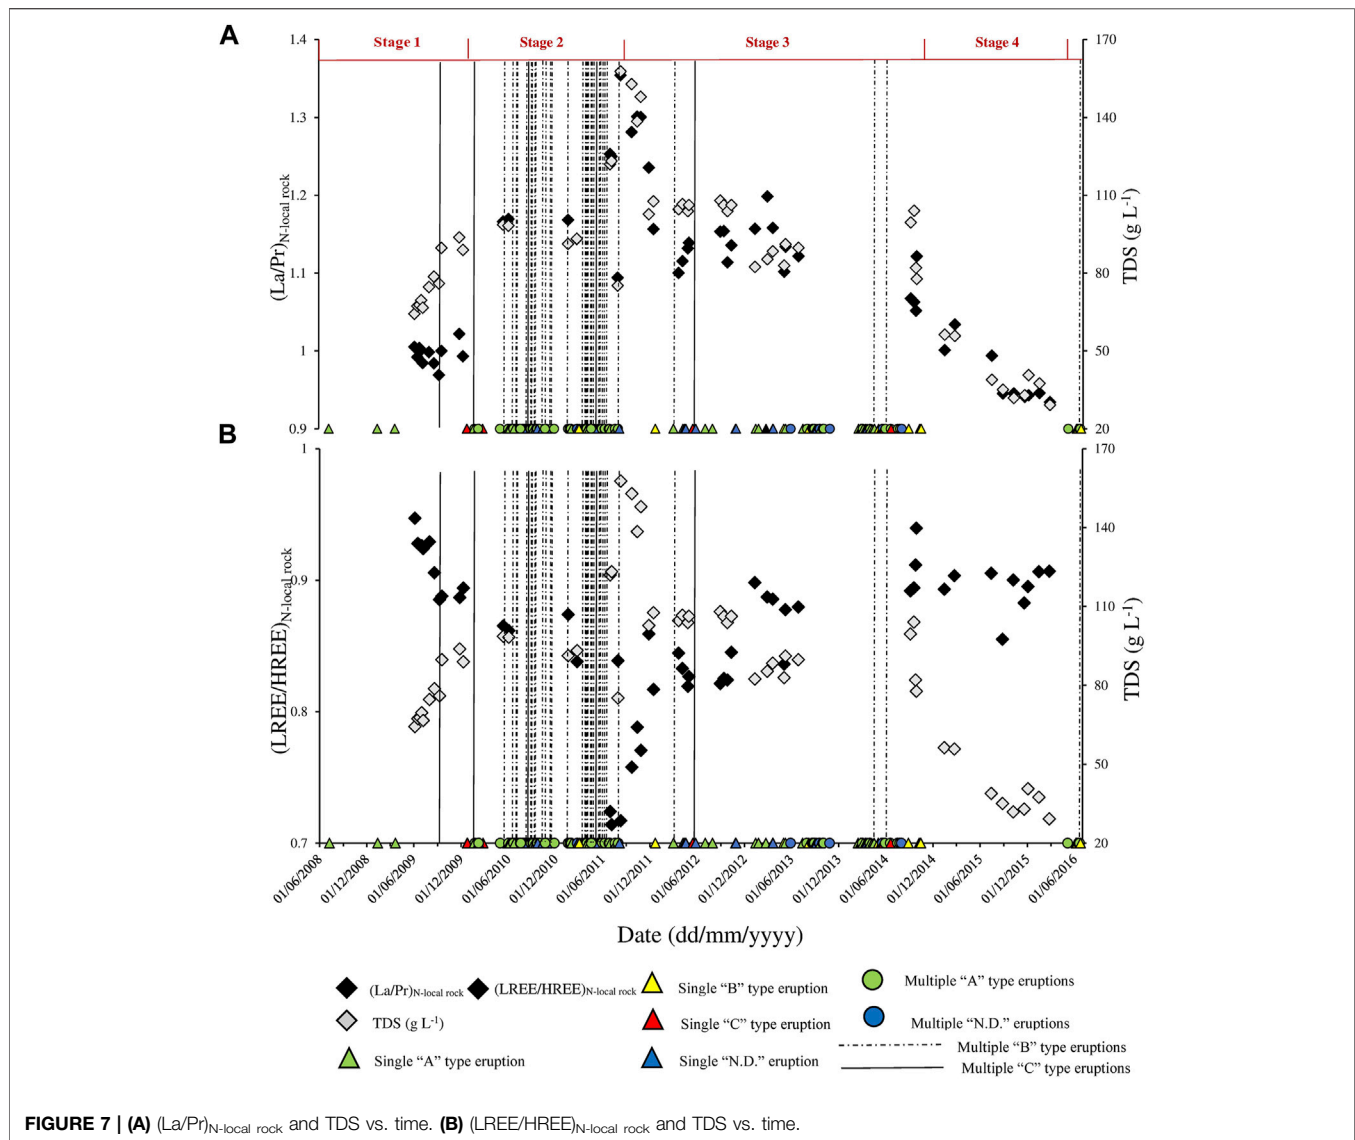 A
Stage 1 Stage 2 Stage 3 Stage 4
1.4 170
1.3 140
1.2 110
1.1 80
1 50
0.9 20
(La/Pr)N-local rock
TDS (g L-1)
B
1 170
140
0.9 110
0.8 80
50
0.7 20
(LREE/HREE)N-local rock
TDS (g L-1)
01/06/2008 01/12/2008 01/06/2009 01/12/2009 01/06/2010 01/12/2010 01/06/2011 01/12/2011 01/06/2012 01/12/2012 01/06/2013 01/12/2013 01/06/2014 01/12/2014 01/06/2015 01/12/2015 01/06/2016
Date (dd/mm/yyyy)
(La/Pr)N-local rock (LREE/HREE)N-local rock Single “B” type eruption Multiple “A” type eruptions
TDS (g L-1) Single “C” type eruption Multiple “N.D.” eruptions
Single “A” type eruption Single “N.D.” eruption Multiple “B” type eruptions
Multiple “C” type eruptions
FIGURE 7 | (A) (La/Pr)N-local rock and TDS vs. time. (B) (LREE/HREE)N-local rock and TDS vs. time.